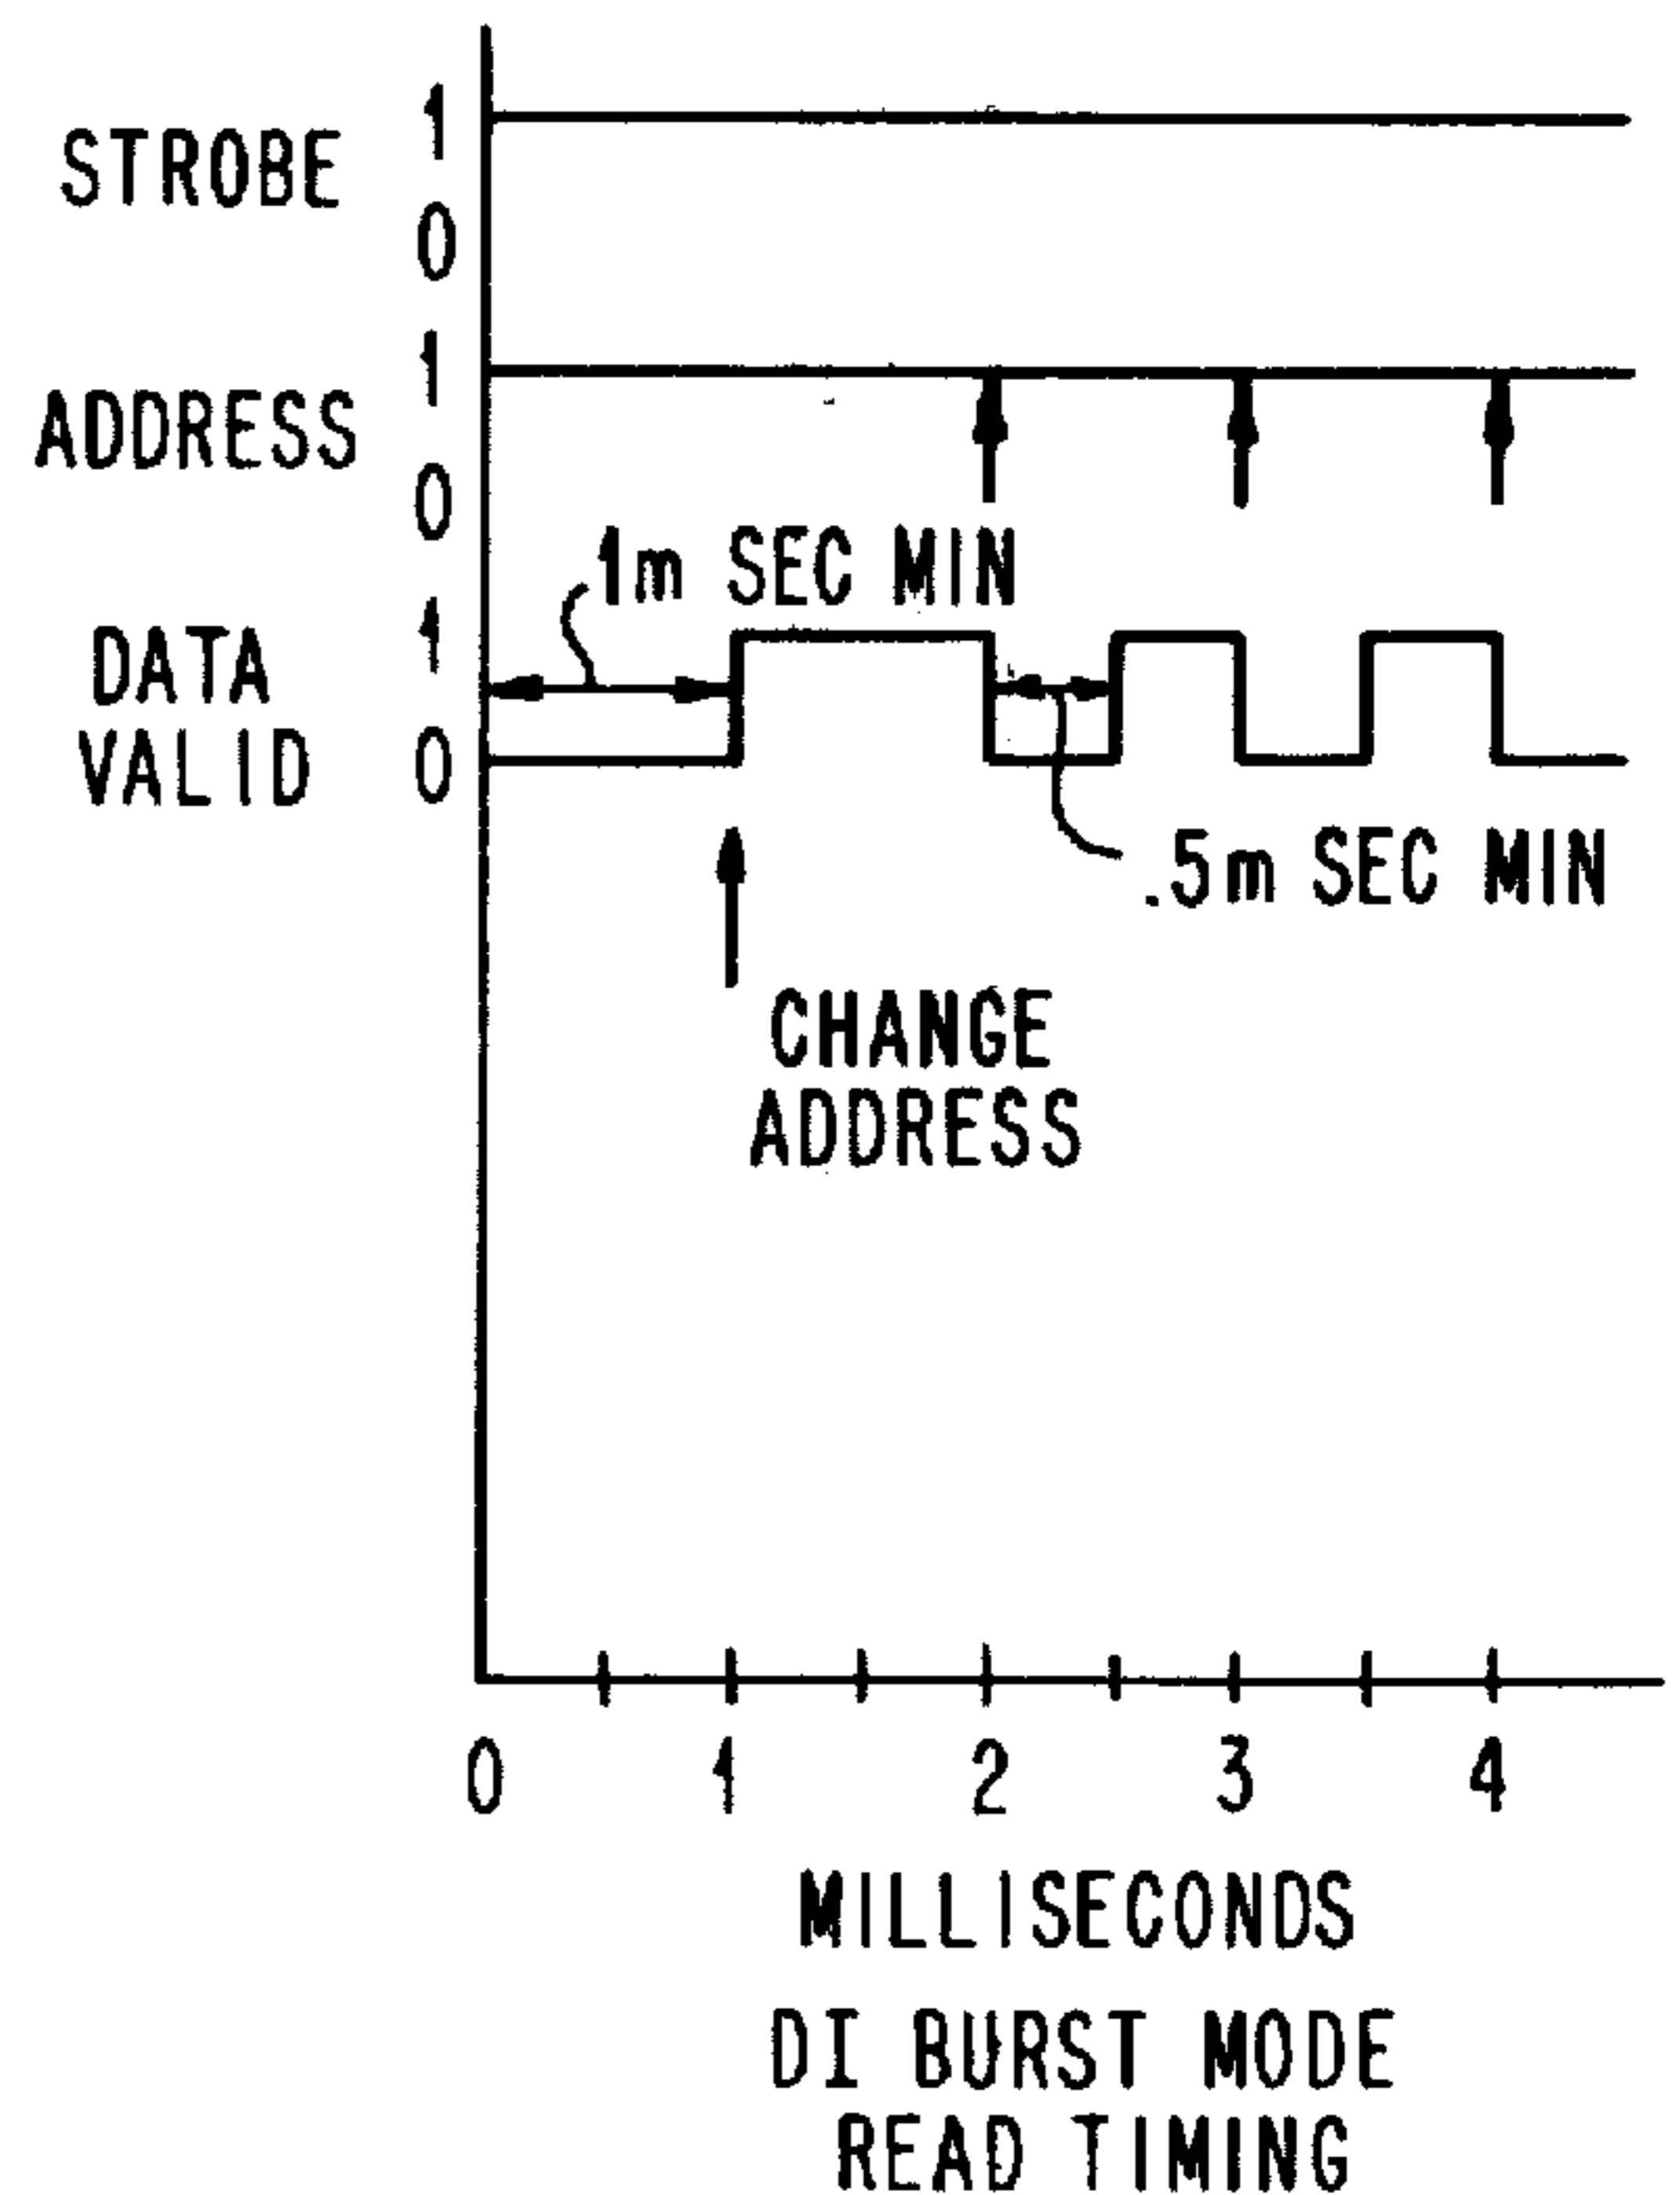 STROBE
1
0
ADDRESS
1
0
1m SEC MIN
DATA
VALID
1
0
.5m SEC MIN
CHANGE
ADDRESS
0 1 2 3 4
MILLISECONDS
DI BURST MODE
READ TIMING